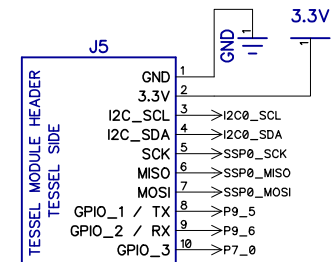 3.3V
1
GND
1
J5
TESSEL MODULE HEADER
TESSEL SIDE
GND 1
3.3V 2
I2C_SCL 3 I2C0_SCL
I2C_SDA 4 I2C0_SDA
SCK 5 SSP0_SCK
MISO 6 SSP0_MISO
MOSI 7 SSP0_MOSI
GPIO_1 / TX 8 P9_5
GPIO_2 / RX 9 P9_6
GPIO_3 10 P7_0